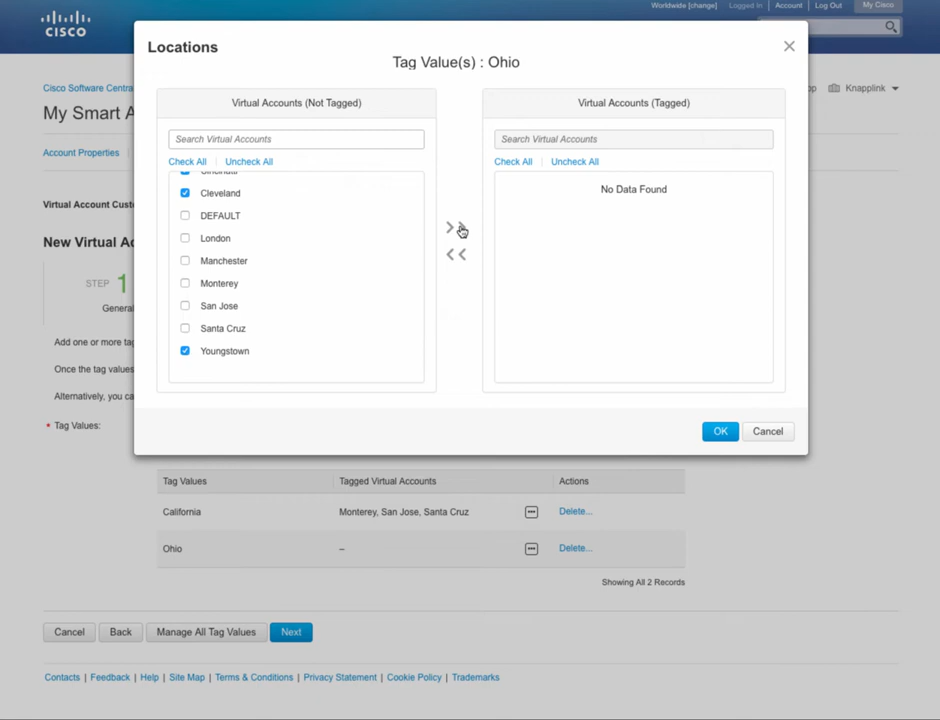 Worldwide [change] Logged In Account Log Out My Cisco
CISCO
Locations
Tag Value(s) : Ohio
Cisco Software Centra
Knapplink
My Smart A
Virtual Accounts (Not Tagged)
Virtual Accounts (Tagged)
Search Virtual Accounts
Search Virtual Accounts
Account Properties
Check All | Uncheck All
Check All | Uncheck All
Cincinnati
Cleveland
DEFAULT
London
Manchester
Monterey
San Jose
Santa Cruz
Youngstown
No Data Found
Virtual Account Custo
New Virtual Ac
STEP 1
General
Add one or more tag
Once the tag values
Alternatively, you ca
* Tag Values:
OK
Cancel
Tag Values Tagged Virtual Accounts Actions
California Monterey, San Jose, Santa Cruz Delete...
Ohio – Delete...
Showing All 2 Records
Cancel Back Manage All Tag Values Next
Contacts | Feedback | Help | Site Map | Terms & Conditions | Privacy Statement | Cookie Policy | Trademarks